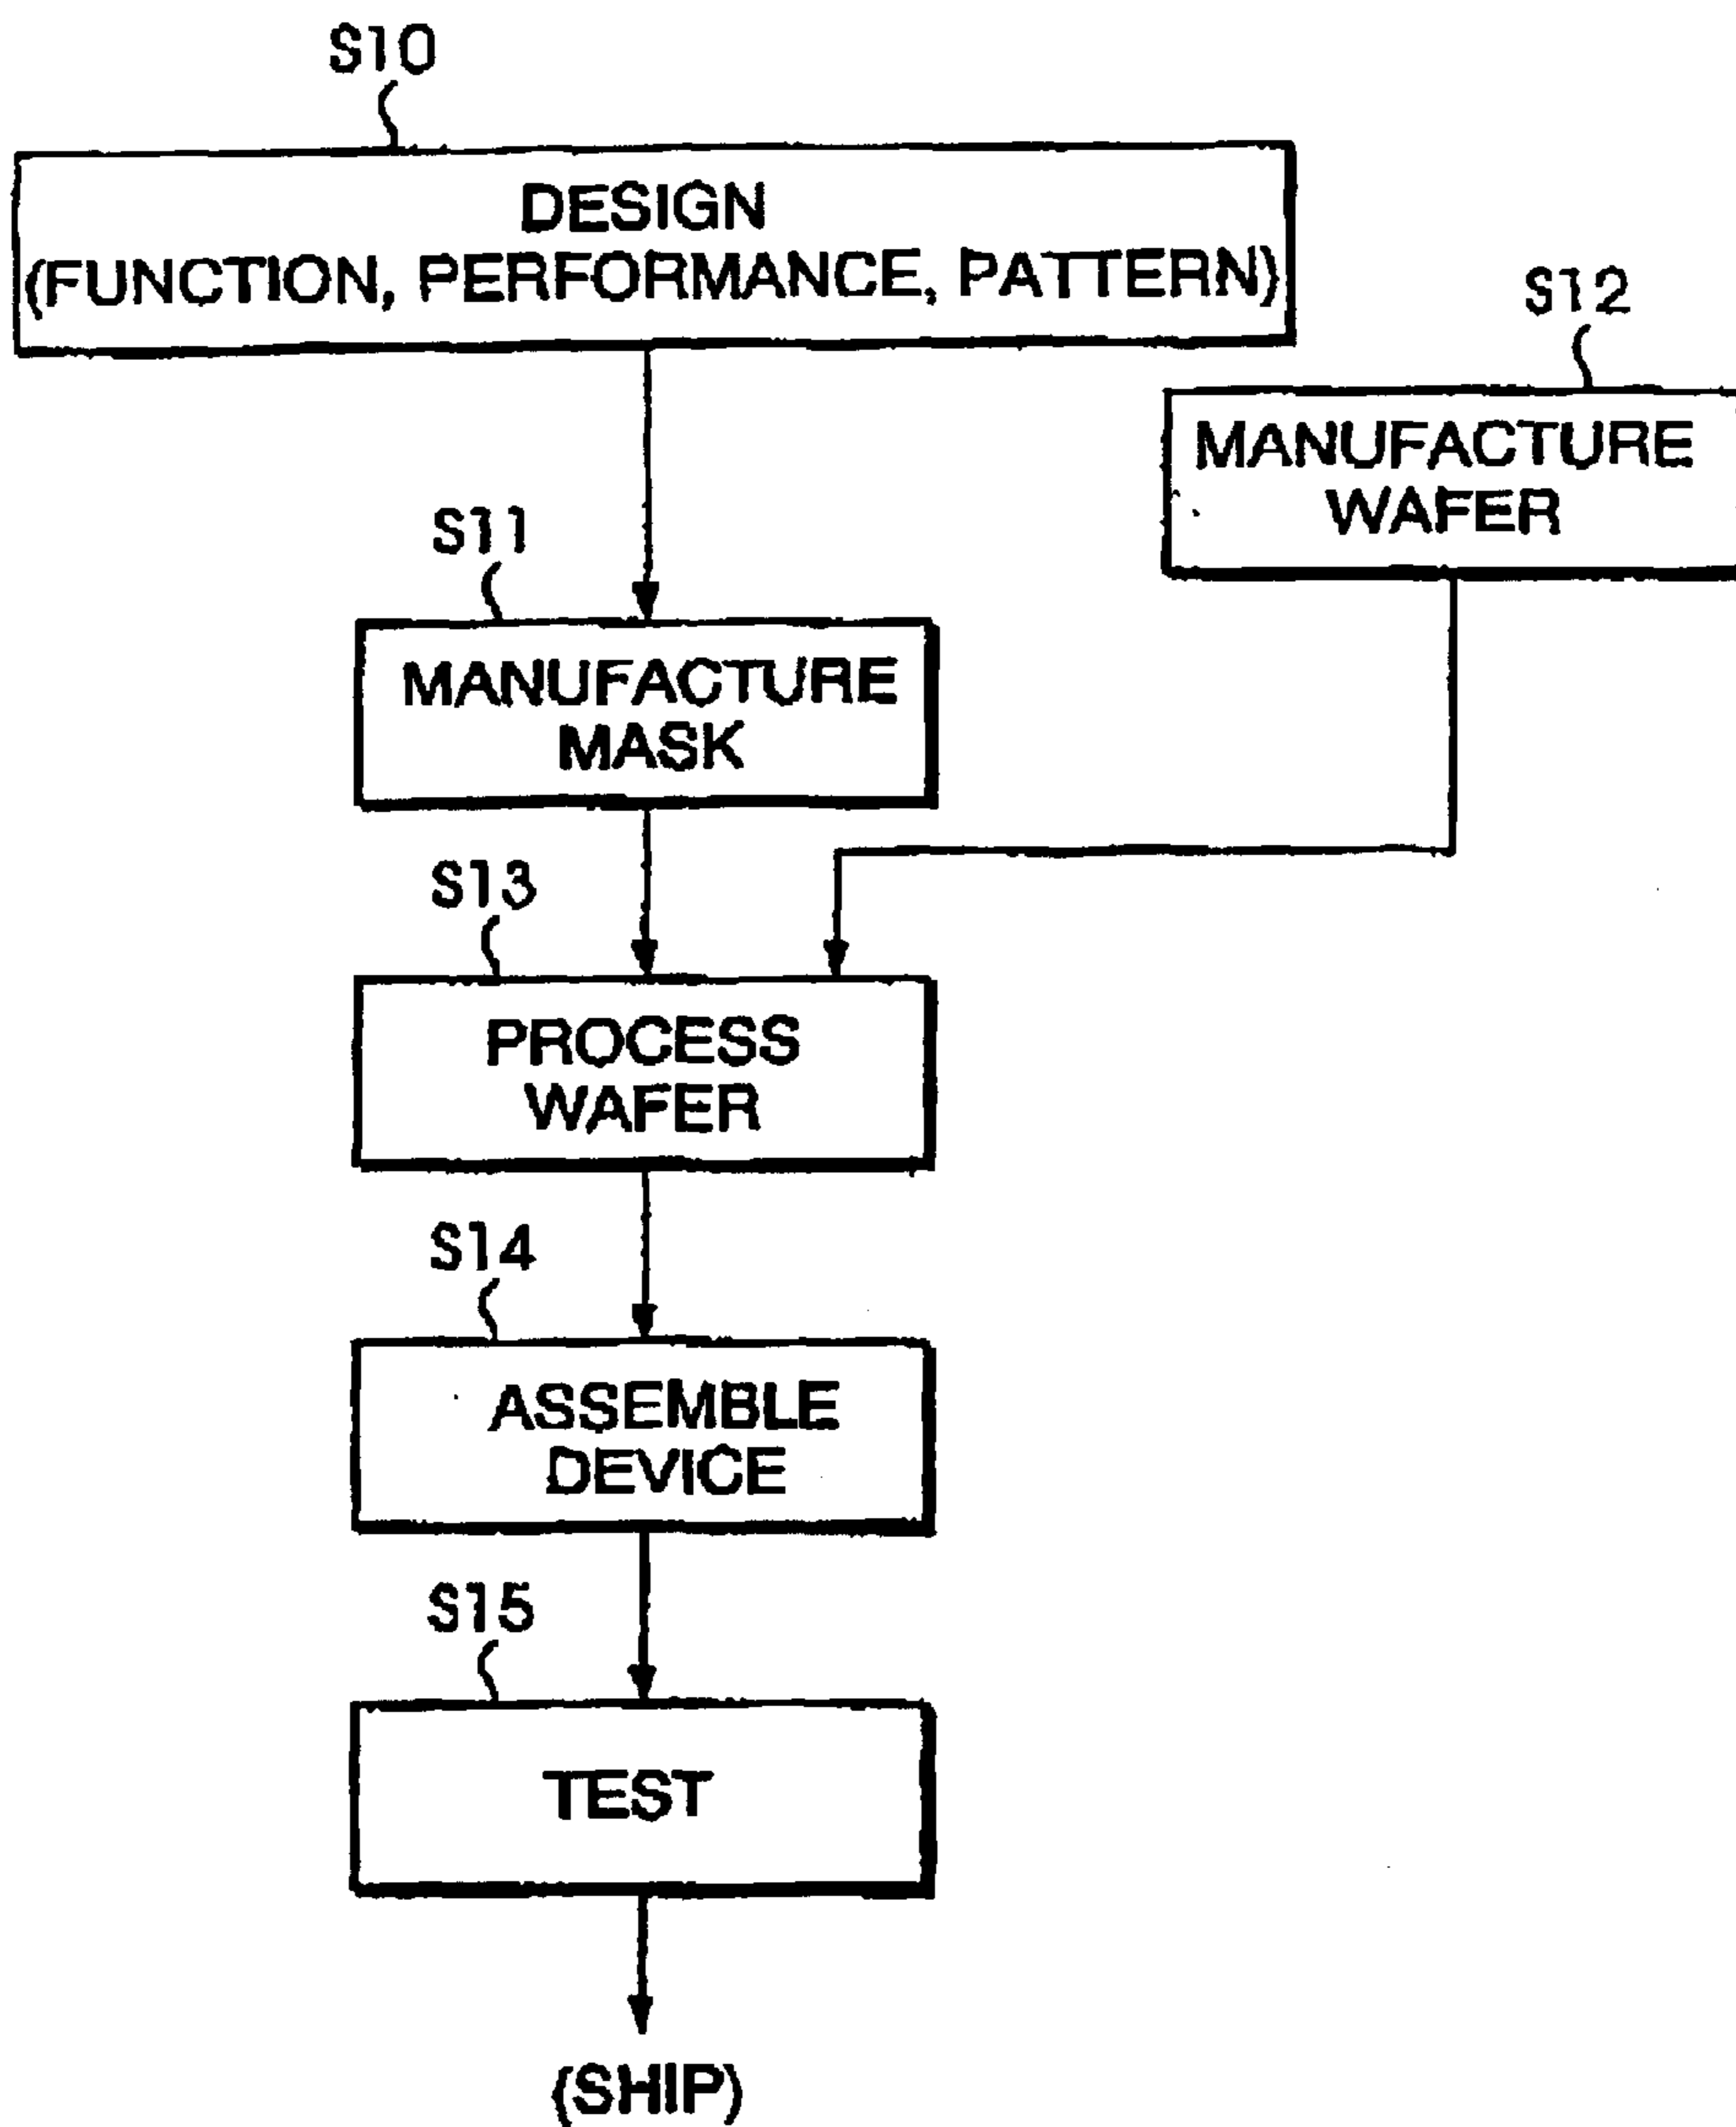 S10
DESIGN
(FUNCTION, PERFORMANCE, PATTERN)
S12
MANUFACTURE
WAFER
S11
MANUFACTURE
MASK
S13
PROCESS
WAFER
S14
ASSEMBLE
DEVICE
S15
TEST
(SHIP)